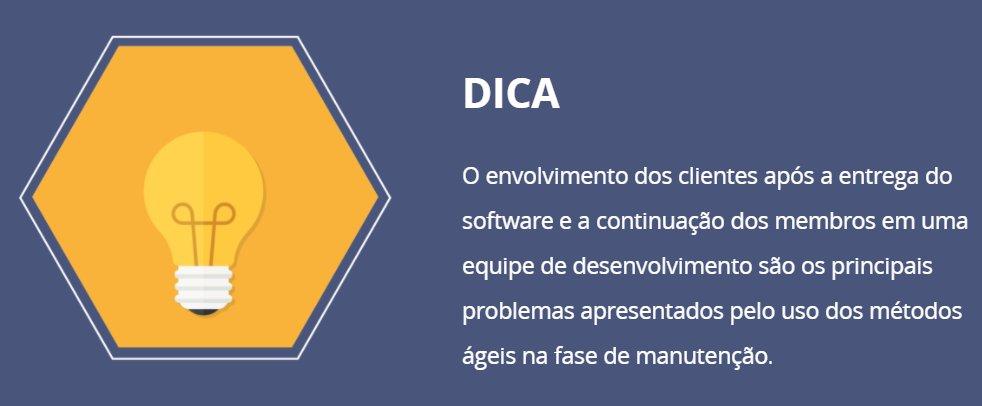 DICA
O envolvimento dos clientes após a entrega do
software e a continuação dos membros em uma
equipe de desenvolvimento são os principais
problemas apresentados pelo uso dos métodos
ágeis na fase de manutenção.